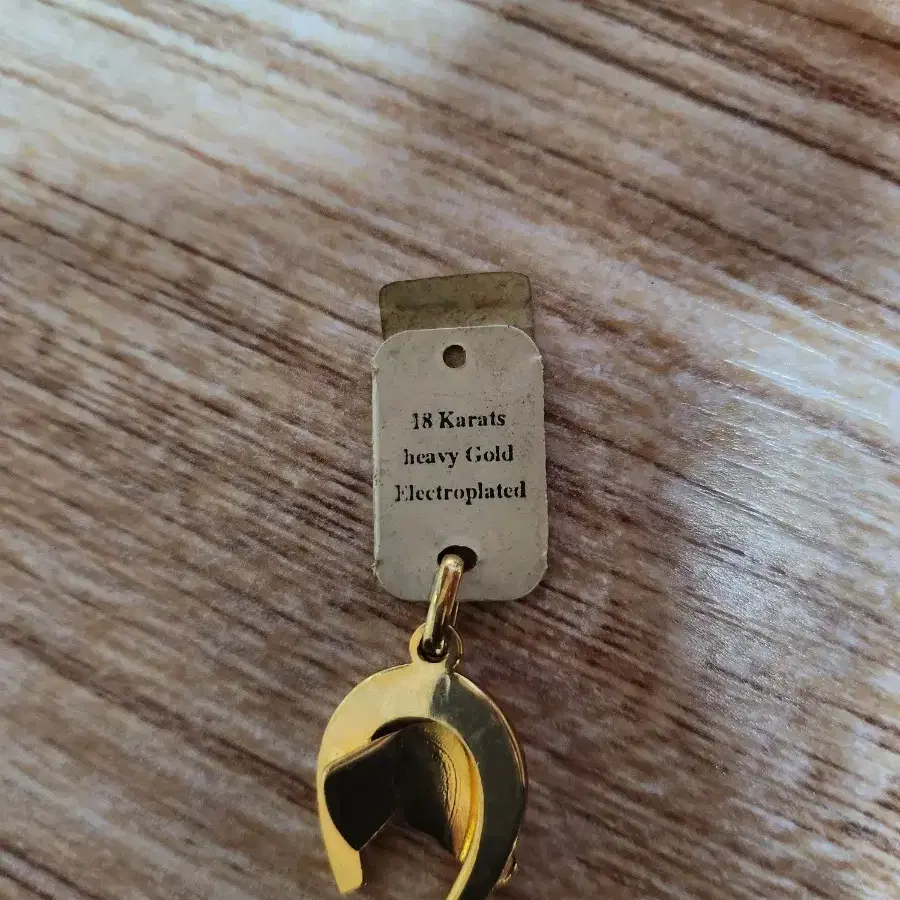 18 Karats
heavy Gold
Electroplated